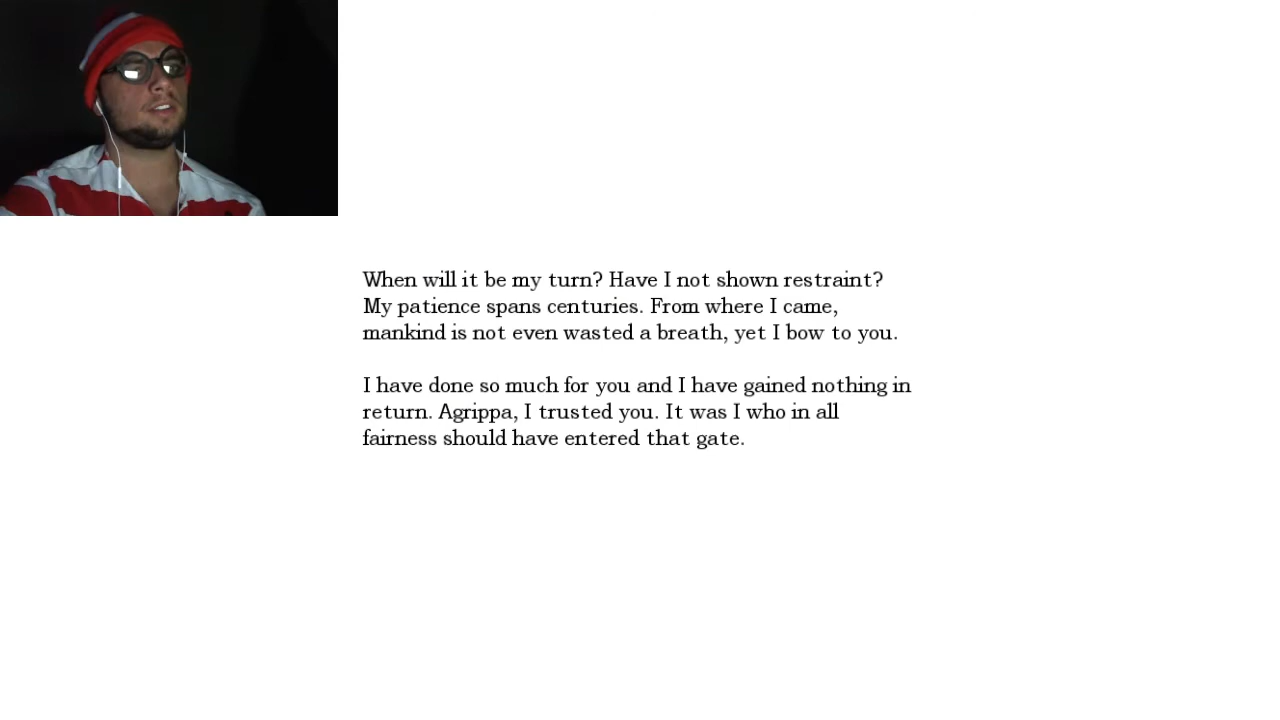 When will it be my turn? Have I not shown restraint?
My patience spans centuries. From where I came,
mankind is not even wasted a breath, yet I bow to you.
I have done so much for you and I have gained nothing in
return. Agrippa, I trusted you. It was I who in all
fairness should have entered that gate.